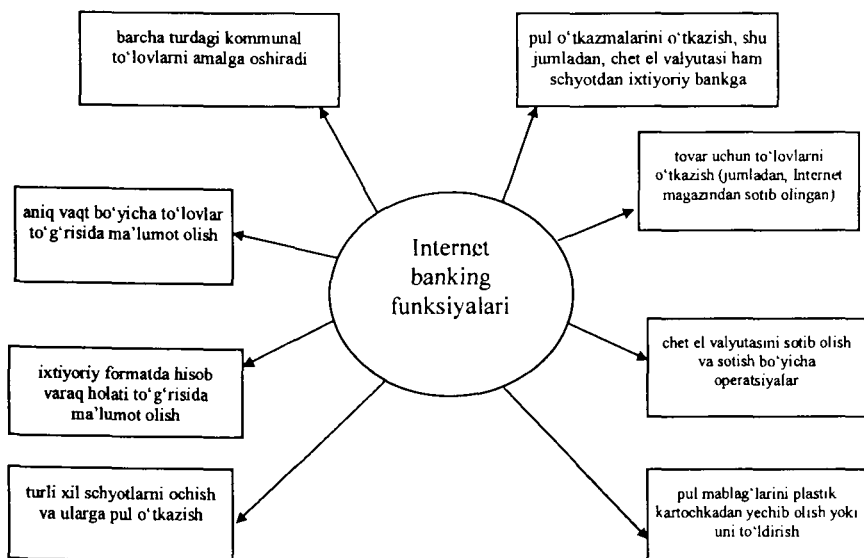 barcha turdagi kommunal
to‘lovlarni amalga oshiradi
pul o‘tkazmalarini o‘tkazish, shu
jumladan, chet el valyutasi ham
schyotdan ixtiyoriy bankga
tovar uchun to‘lovlarni
o‘tkazish (jumladan, Internet
magazindan sotib olingan)
aniq vaqt bo‘yicha to‘lovlar
to‘g‘risida ma’lumot olish
Internet
banking
funksiyalari
ixtiyoriy formatda hisob
varaq holati to‘g‘risida
ma’lumot olish
chet el valyutasini sotib olish
va sotish bo‘yicha
operatsiyalar
turli xil schyotlarni ochish
va ularga pul o‘tkazish
pul mablag‘larini plastik
kartochkadan yechib olish yoki
uni to‘ldirish